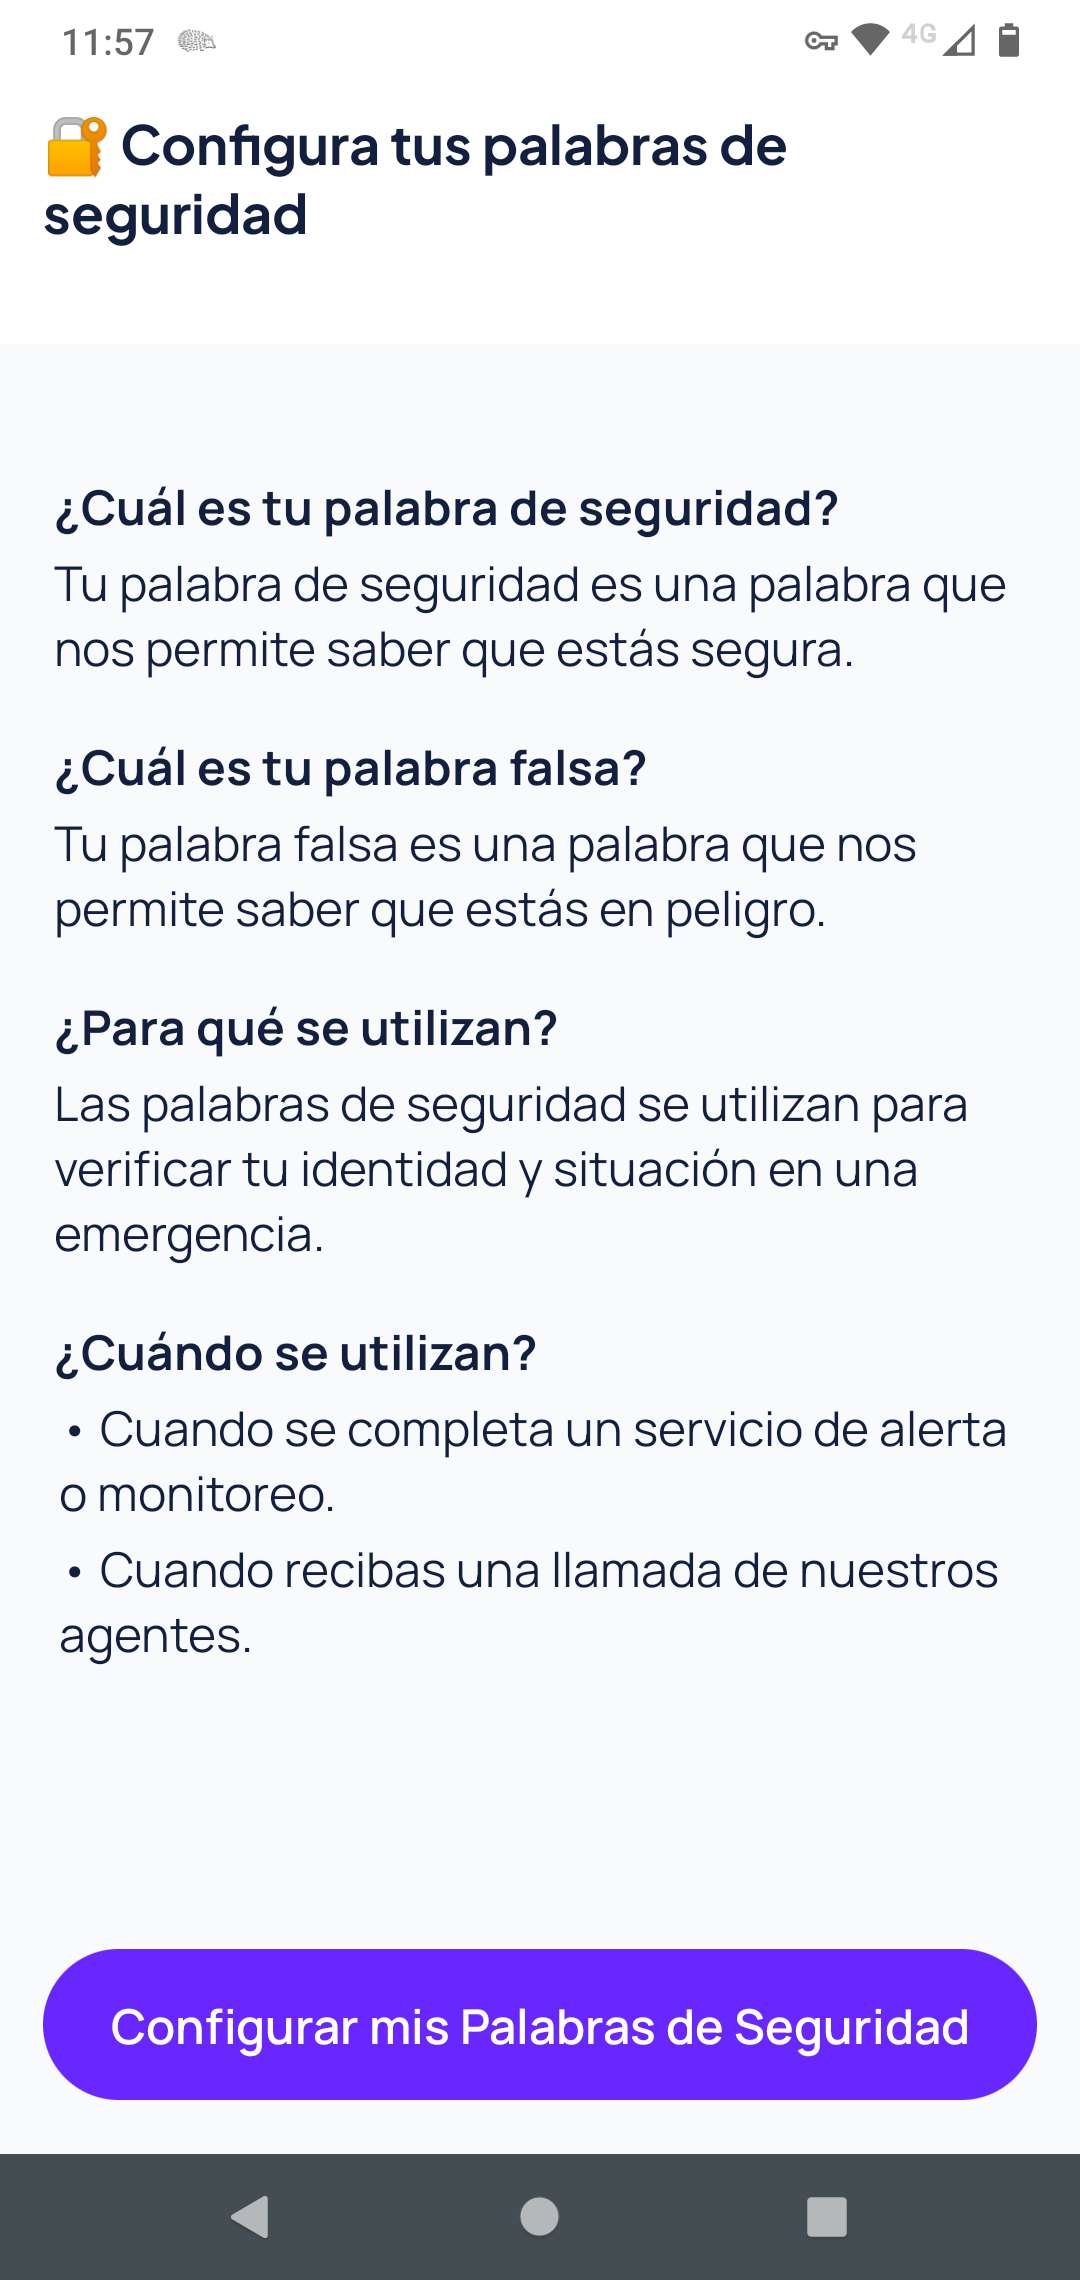 11:57
4G
🔐 Configura tus palabras de
seguridad
¿Cuál es tu palabra de seguridad?
Tu palabra de seguridad es una palabra que
nos permite saber que estás segura.
¿Cuál es tu palabra falsa?
Tu palabra falsa es una palabra que nos
permite saber que estás en peligro.
¿Para qué se utilizan?
Las palabras de seguridad se utilizan para
verificar tu identidad y situación en una
emergencia.
¿Cuándo se utilizan?
• Cuando se completa un servicio de alerta
o monitoreo.
• Cuando recibas una llamada de nuestros
agentes.
Configurar mis Palabras de Seguridad